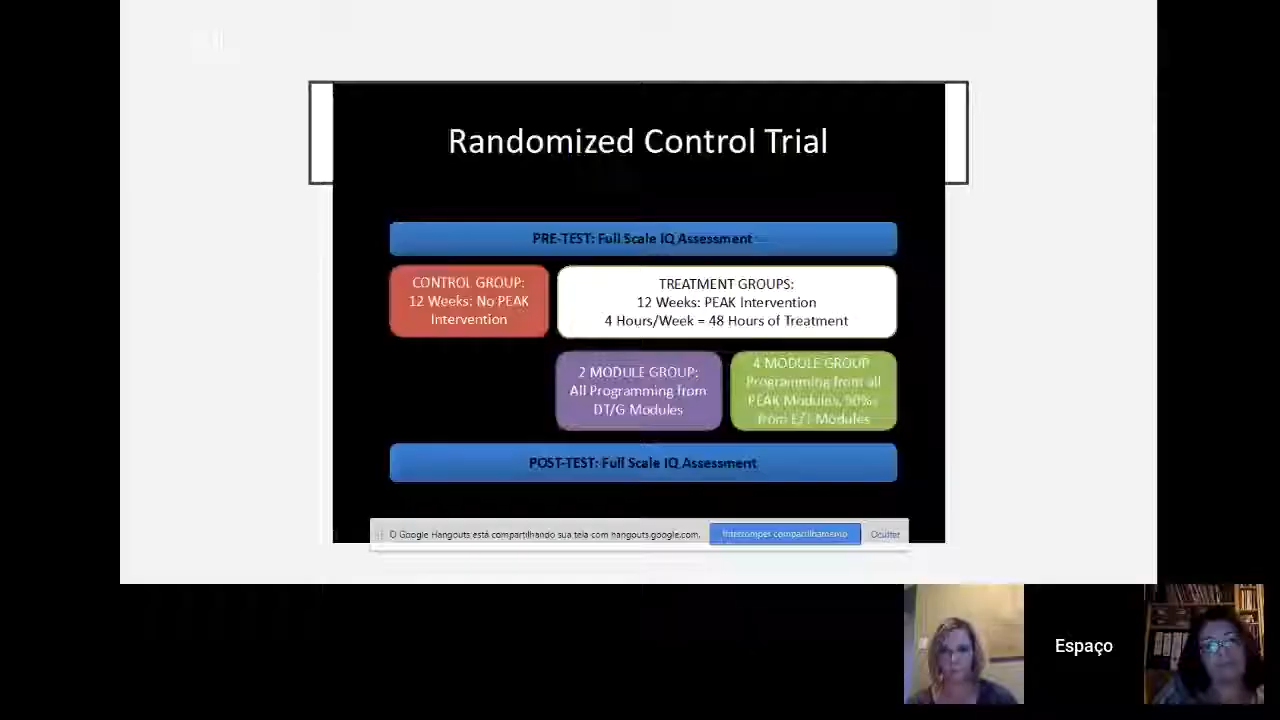 Randomized Control Trial
PRE-TEST: Full Scale IQ Assessment
CONTROL GROUP:
12 Weeks: No PEAK
Intervention
TREATMENT GROUPS:
12 Weeks: PEAK Intervention
4 Hours/Week = 48 Hours of Treatment
2 MODULE GROUP:
All Programming from
DT/G Modules
4 MODULE GROUP
Programming from all
PEAK Modules, 90%
from E/T Modules
POST-TEST: Full Scale IQ Assessment
O Google Hangouts está compartilhando sua tela com hangouts.google.com.
Interromper compartilhamento
Ocultar
Espaço